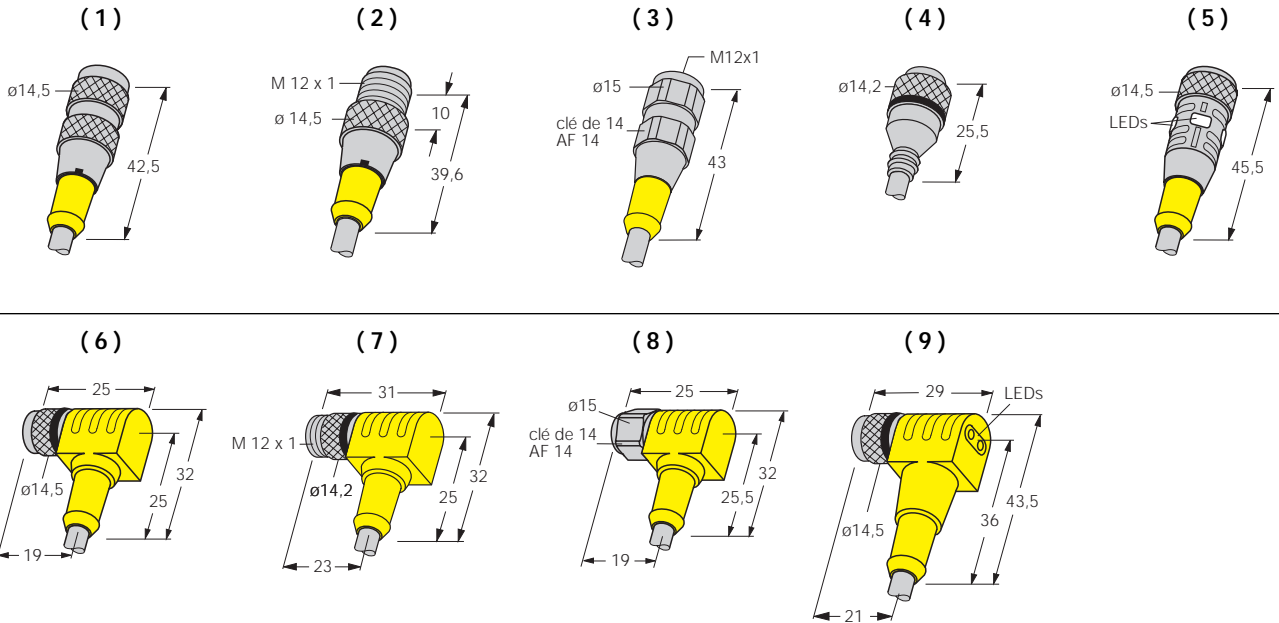 (1)
ø14,5
42,5
(2)
M 12 x 1
ø 14,5
10
39,6
(3)
M12x1
ø15
clé de 14
AF 14
43
(4)
ø14,2
25,5
(5)
ø14,5
LEDs
45,5
(6)
25
32
25
ø14,5
19
(7)
31
M 12 x 1
32
25
ø14,2
23
(8)
25
ø15
clé de 14
AF 14
32
25,5
19
(9)
29
LEDs
43,5
36
ø14,5
21